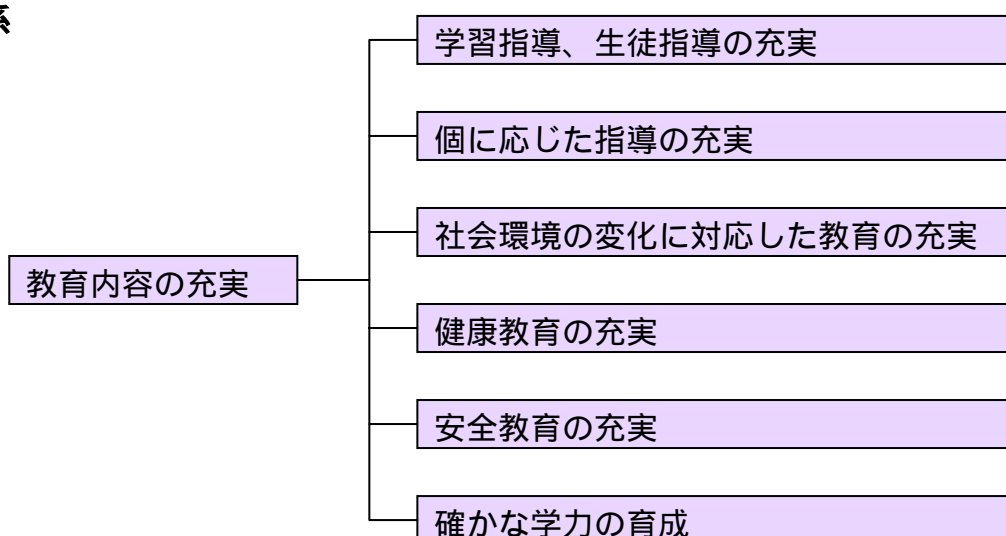 系
学習指導、生徒指導の充実
個に応じた指導の充実
社会環境の変化に対応した教育の充実
教育内容の充実
健康教育の充実
安全教育の充実
確かな学力の育成